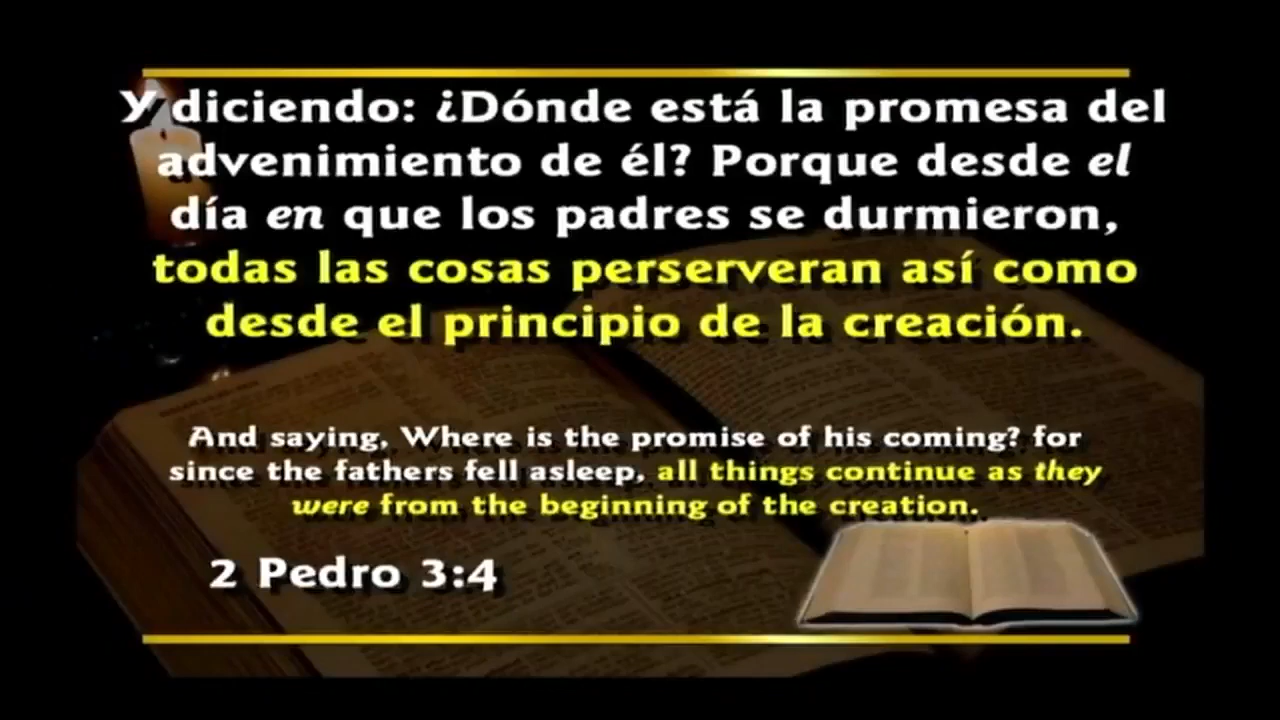 Y diciendo: ¿Dónde está la promesa del
advenimiento de él? Porque desde el
día en que los padres se durmieron,
todas las cosas perserveran así como
desde el principio de la creación.
And saying, Where is the promise of his coming? for
since the fathers fell asleep, all things continue as they
were from the beginning of the creation.
2 Pedro 3:4